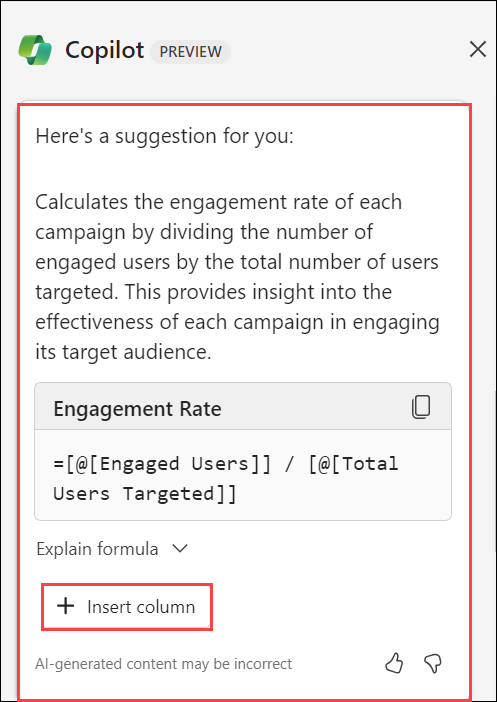 Copilot PREVIEW
Here's a suggestion for you:
Calculates the engagement rate of each
campaign by dividing the number of
engaged users by the total number of users
targeted. This provides insight into the
effectiveness of each campaign in engaging
its target audience.
Engagement Rate
=[@[Engaged Users]] / [@[Total
Users Targeted]]
Explain formula
Insert column
AI-generated content may be incorrect